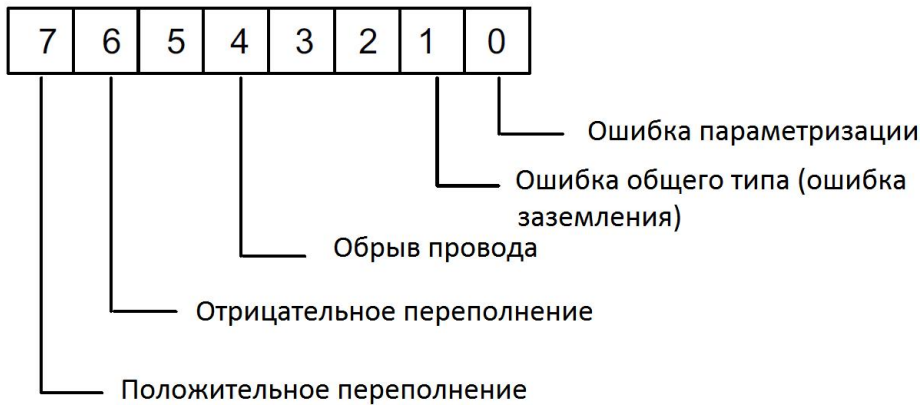 7 6 5 4 3 2 1 0
Ошибка параметризации
Ошибка общего типа (ошибка
заземления)
Обрыв провода
Отрицательное переполнение
Положительное переполнение